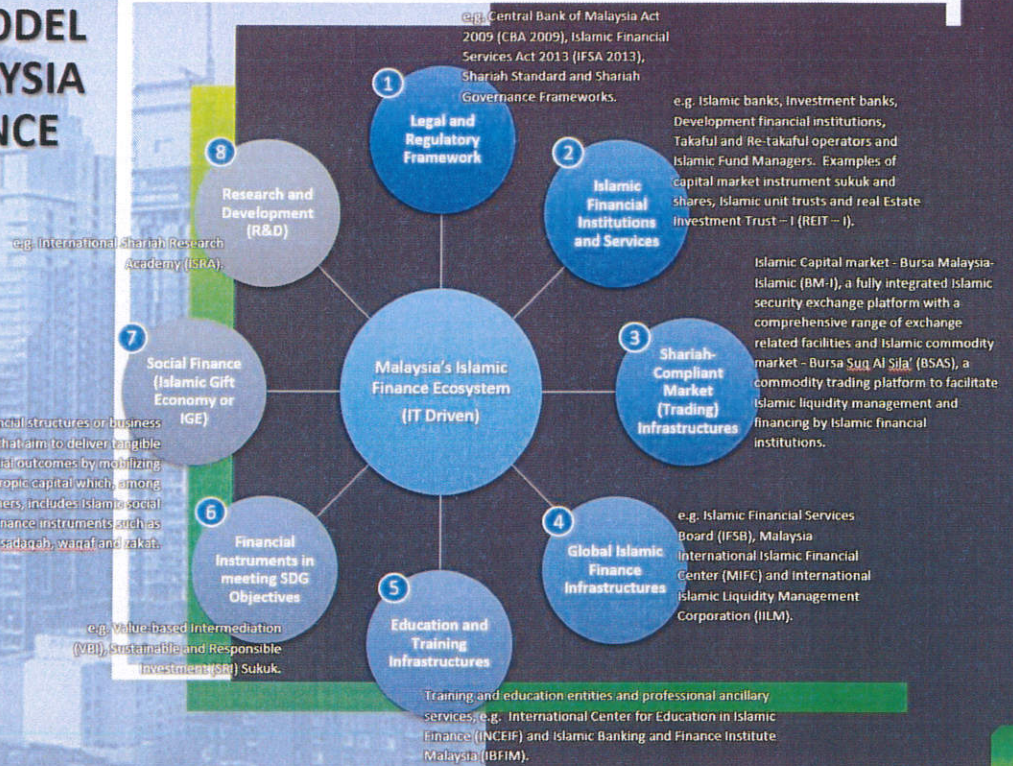 ODEL
AYSIA
NCE
e.g. Central Bank of Malaysia Act
2009 (CBA 2009), Islamic Financial
Services Act 2013 (IFSA 2013),
Shariah Standard and Shariah
Governance Frameworks.
1
Legal and
Regulatory
Framework
e.g. Islamic banks, Investment banks,
Development financial institutions,
Takaful and Re-takaful operators and
Islamic Fund Managers. Examples of
capital market instrument sukuk and
shares, Islamic unit trusts and real Estate
Investment Trust – I (REIT – I).
2
Islamic
Financial
Institutions
and Services
Islamic Capital market - Bursa Malaysia-
Islamic (BM-I), a fully integrated Islamic
security exchange platform with a
comprehensive range of exchange
related facilities and Islamic commodity
market - Bursa Suq Al Sila' (BSAS), a
commodity trading platform to facilitate
Islamic liquidity management and
financing by Islamic financial
institutions.
3
Shariah-
Compliant
Market
(Trading)
Infrastructures
e.g. Islamic Financial Services
Board (IFSB), Malaysia
International Islamic Financial
Center (MIFC) and International
Islamic Liquidity Management
Corporation (IILM).
4
Global Islamic
Finance
Infrastructures
5
Education and
Training
Infrastructures
Training and education entities and professional ancillary
services, e.g. International Center for Education in Islamic
Finance (INCEIF) and Islamic Banking and Finance Institute
Malaysia (IBFIM).
6
Financial
Instruments in
meeting SDG
Objectives
e.g. Value-based Intermediation
(VBI), Sustainable and Responsible
Investment (SRI) Sukuk.
7
Social Finance
(Islamic Gift
Economy or
IGE)
ncial structures or business
that aim to deliver tangible
ial outcomes by mobilizing
ropic capital which, among
hers, includes Islamic social
nance instruments such as
sadaqah, waqaf and zakat.
8
Research and
Development
(R&D)
e.g. International Shariah Research
Academy (ISRA).
Malaysia's Islamic
Finance Ecosystem
(IT Driven)